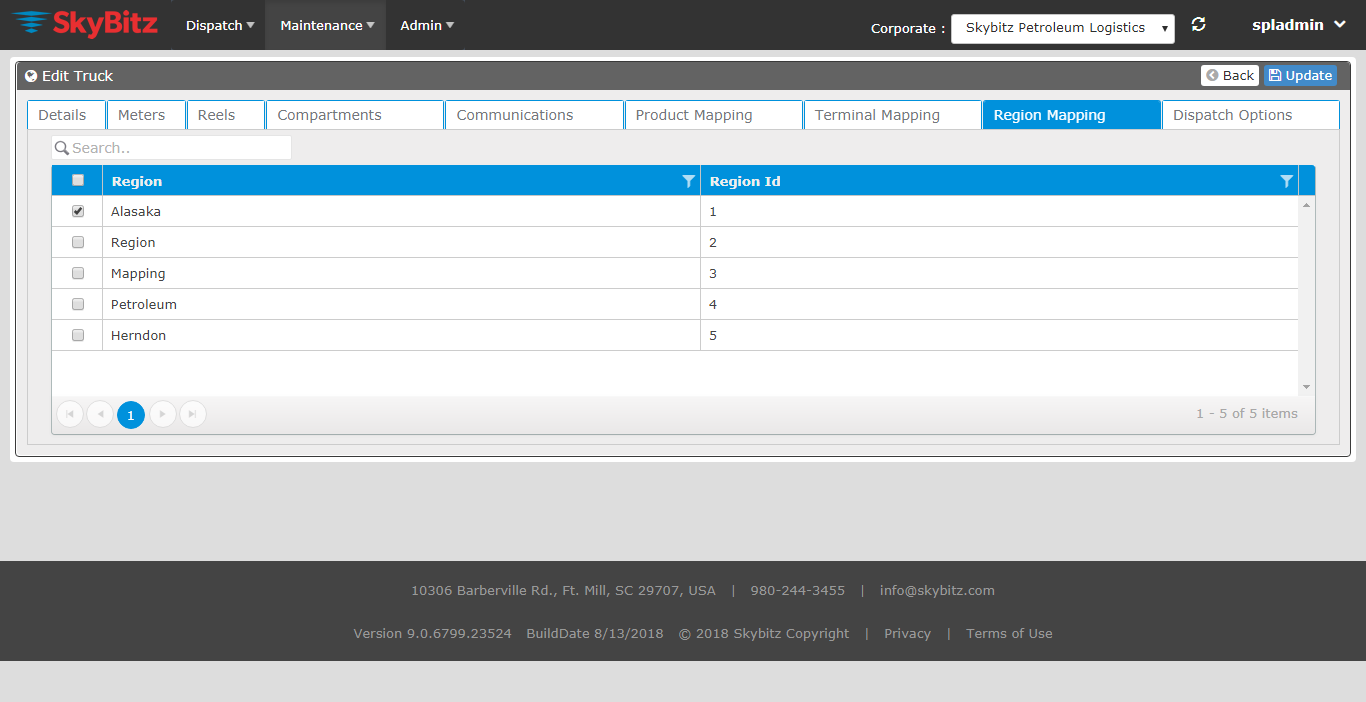 SkyBitz Dispatch Maintenance Admin Corporate : Skybitz Petroleum Logistics spladmin
Edit Truck Back Update
Details Meters Reels Compartments Communications Product Mapping Terminal Mapping Region Mapping Dispatch Options
Search..
Region Region Id
Alasaka 1
Region 2
Mapping 3
Petroleum 4
Herndon 5
1 1 - 5 of 5 items
10306 Barberville Rd., Ft. Mill, SC 29707, USA | 980-244-3455 | info@skybitz.com
Version 9.0.6799.23524 BuildDate 8/13/2018 © 2018 Skybitz Copyright | Privacy | Terms of Use